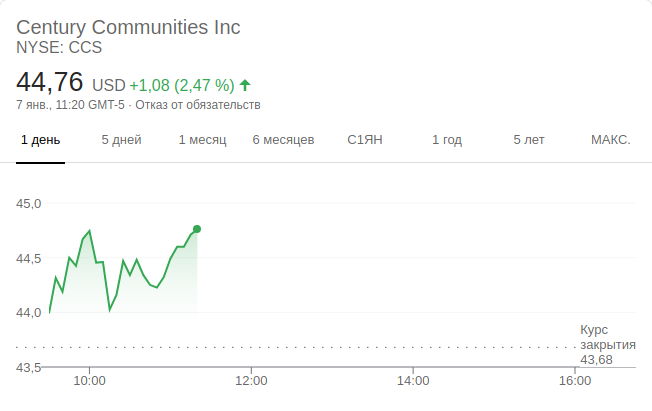 Century Communities Inc
NYSE: CCS
44,76 USD +1,08 (2,47 %)
7 янв., 11:20 GMT-5 · Отказ от обязательств
1 день 5 дней 1 месяц 6 месяцев С1ЯН 1 год 5 лет МАКС.
45,0
44,5
44,0
Курс
закрытия
43,68
43,5
10:00 12:00 14:00 16:00